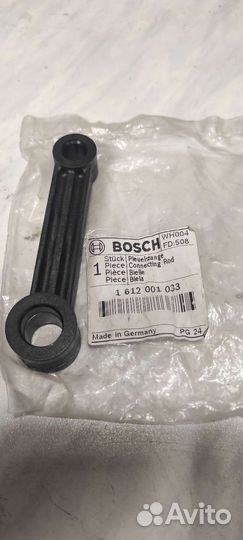 BOSCH
WH004
FD-508
1
Stück Pleuelstange
Piece Connecting Rod
Pièce Bielle
Piece Biela
1 612 001 033
Made in Germany
PG 24
Avito